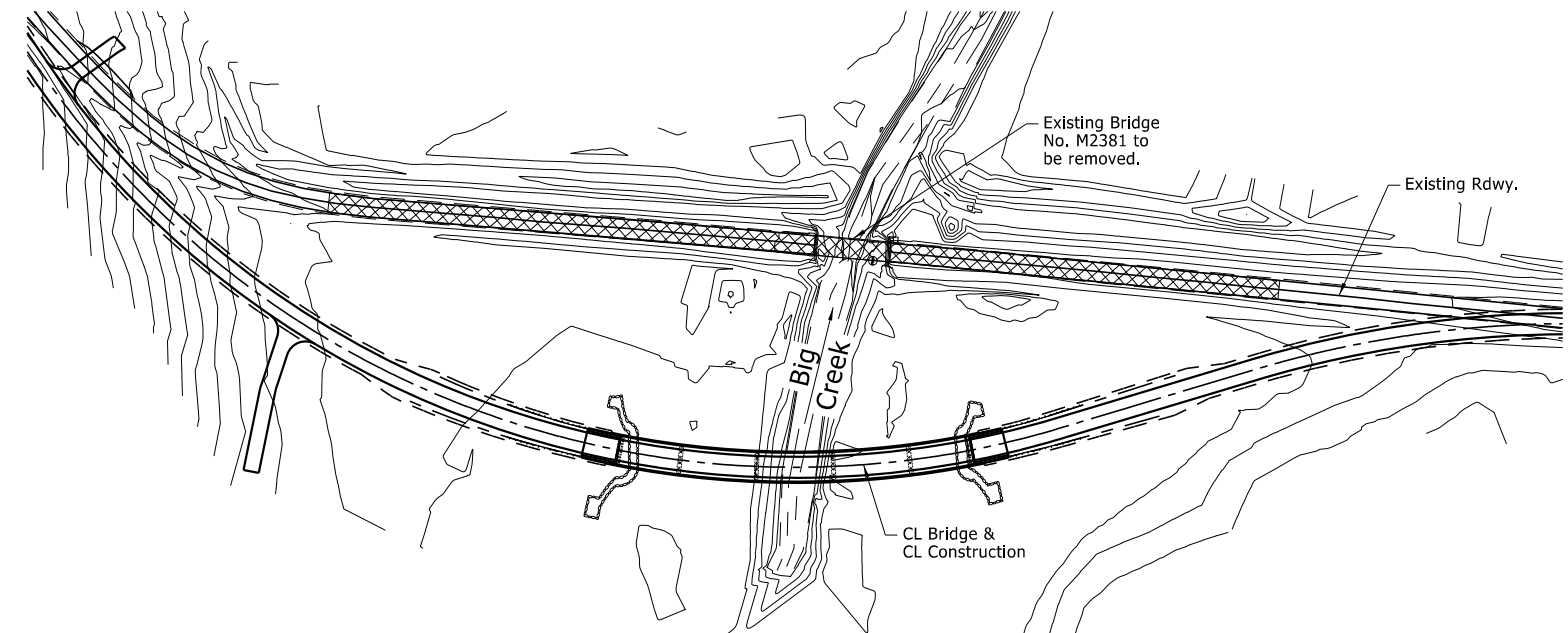 Existing Bridge
No. M2381 to
be removed.
Existing Rdwy.
Big
Creek
CL Bridge &
CL Construction